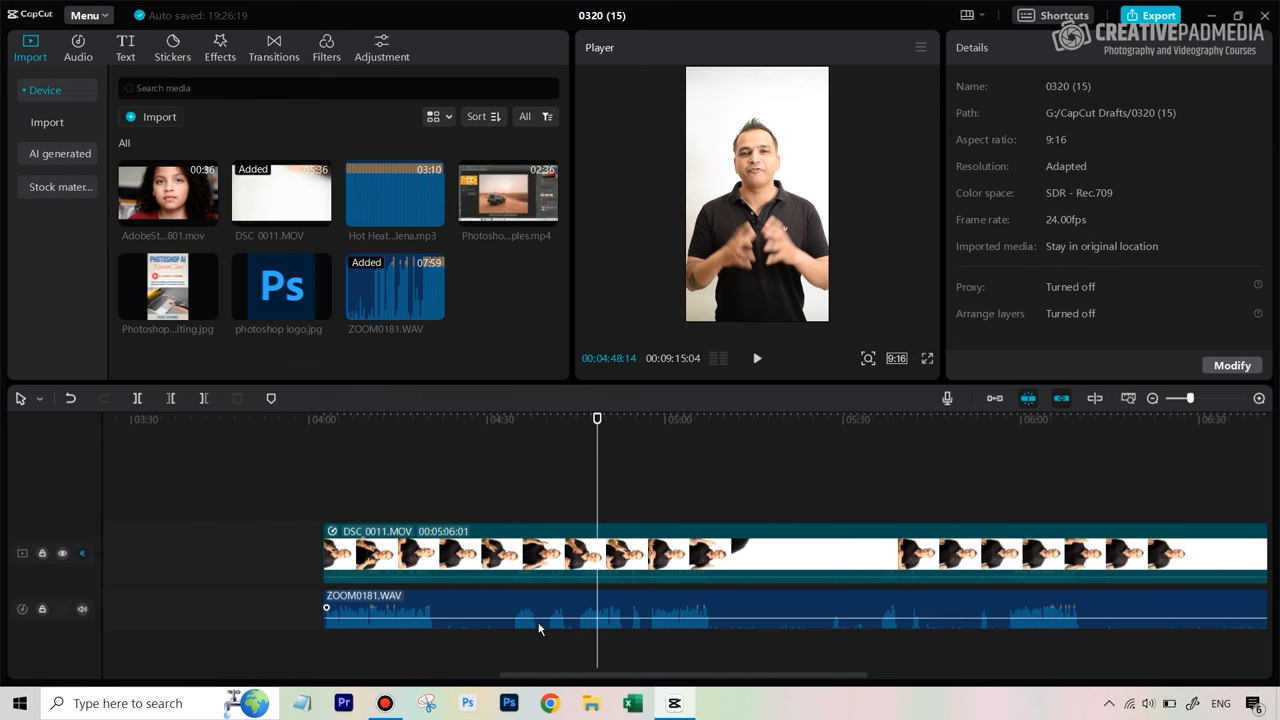 CapCut
Menu
Auto saved: 19:26:19
0320 (15)
Shortcuts
Export
CREATIVEPADMEDIA
Photography and Videography Courses
Import
Audio
TI
Text
Stickers
Effects
Transitions
Filters
Adjustment
Device
Import
AI generated
Stock mater...
Search media
Import
Sort
All
All
00:36
AdobeSt...801.mov
Added
05:36
DSC 0011.MOV
03:10
Hot Heat...lena.mp3
02:36
Photosho...ples.mp4
PHOTOSHOP AI
Photoshop...iting.jpg
Ps
photoshop logo.jpg
Added
07:59
ZOOM0181.WAV
Player
00:04:48:14
00:09:15:04
9:16
Details
Name:
0320 (15)
Path:
G:/CapCut Drafts/0320 (15)
Aspect ratio:
9:16
Resolution:
Adapted
Color space:
SDR - Rec.709
Frame rate:
24.00fps
Imported media:
Stay in original location
Proxy:
Turned off
Arrange layers
Turned off
Modify
03:30
04:00
04:30
05:00
05:30
06:00
06:30
DSC 0011.MOV 00:05:06:01
ZOOM0181.WAV
Type here to search
Pr
Ps
Ps
ENG
6